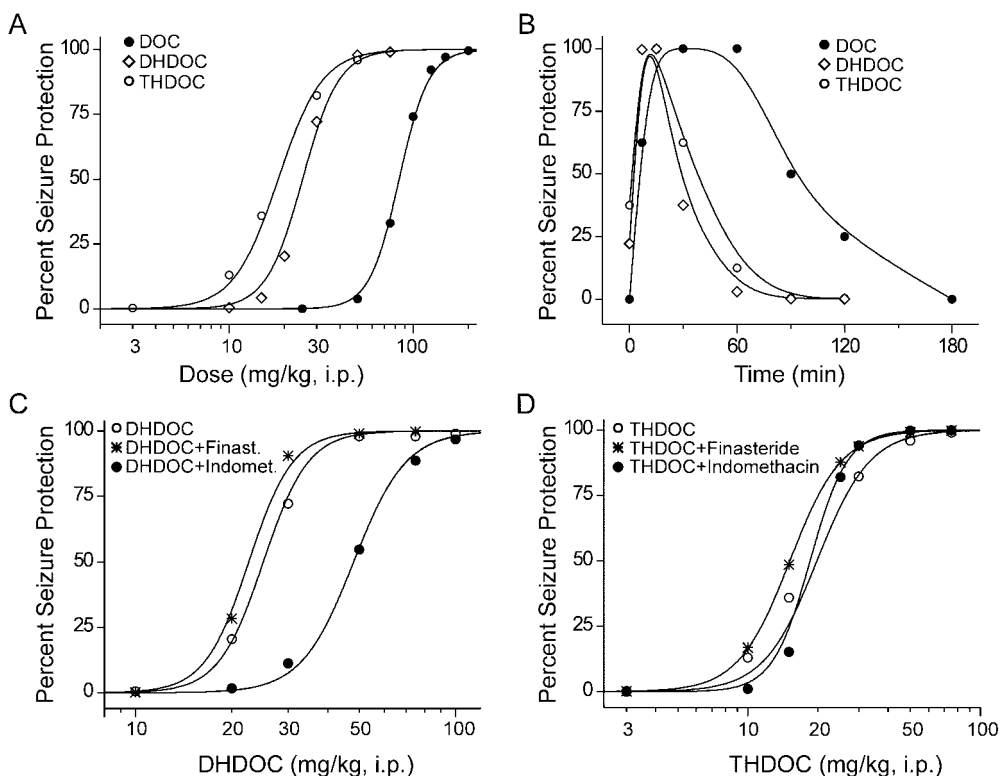 A
DOC
DHDOC
THDOC
Percent Seizure Protection
100
75
50
25
0
3 10 30 100
Dose (mg/kg, i.p.)
B
DOC
DHDOC
THDOC
Percent Seizure Protection
100
75
50
25
0
0 60 120 180
Time (min)
C
DHDOC
DHDOC+Finast.
DHDOC+Indomet.
Percent Seizure Protection
100
75
50
25
0
10 20 30 50 100
DHDOC (mg/kg, i.p.)
D
THDOC
THDOC+Finasteride
THDOC+Indomethacin
Percent Seizure Protection
100
75
50
25
0
3 10 20 50 100
THDOC (mg/kg, i.p.)